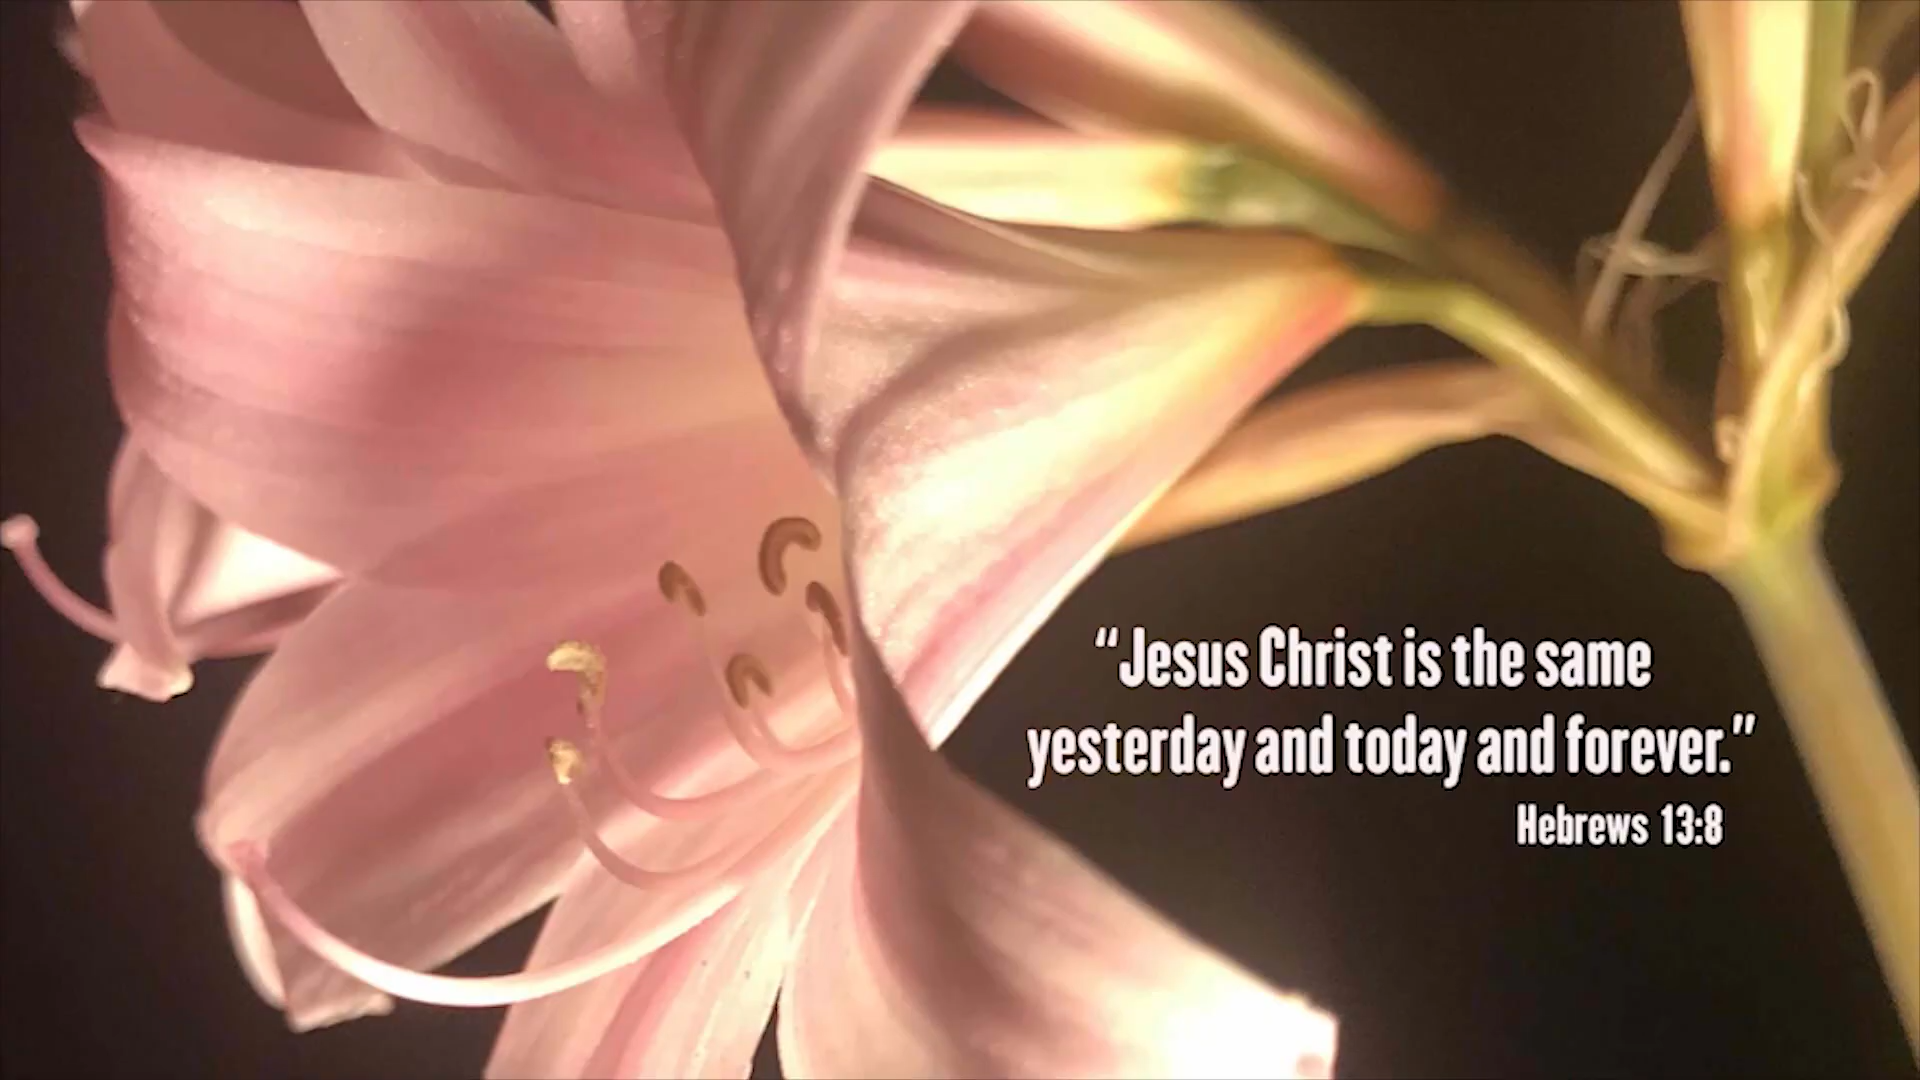 “Jesus Christ is the same
yesterday and today and forever.”
Hebrews 13:8